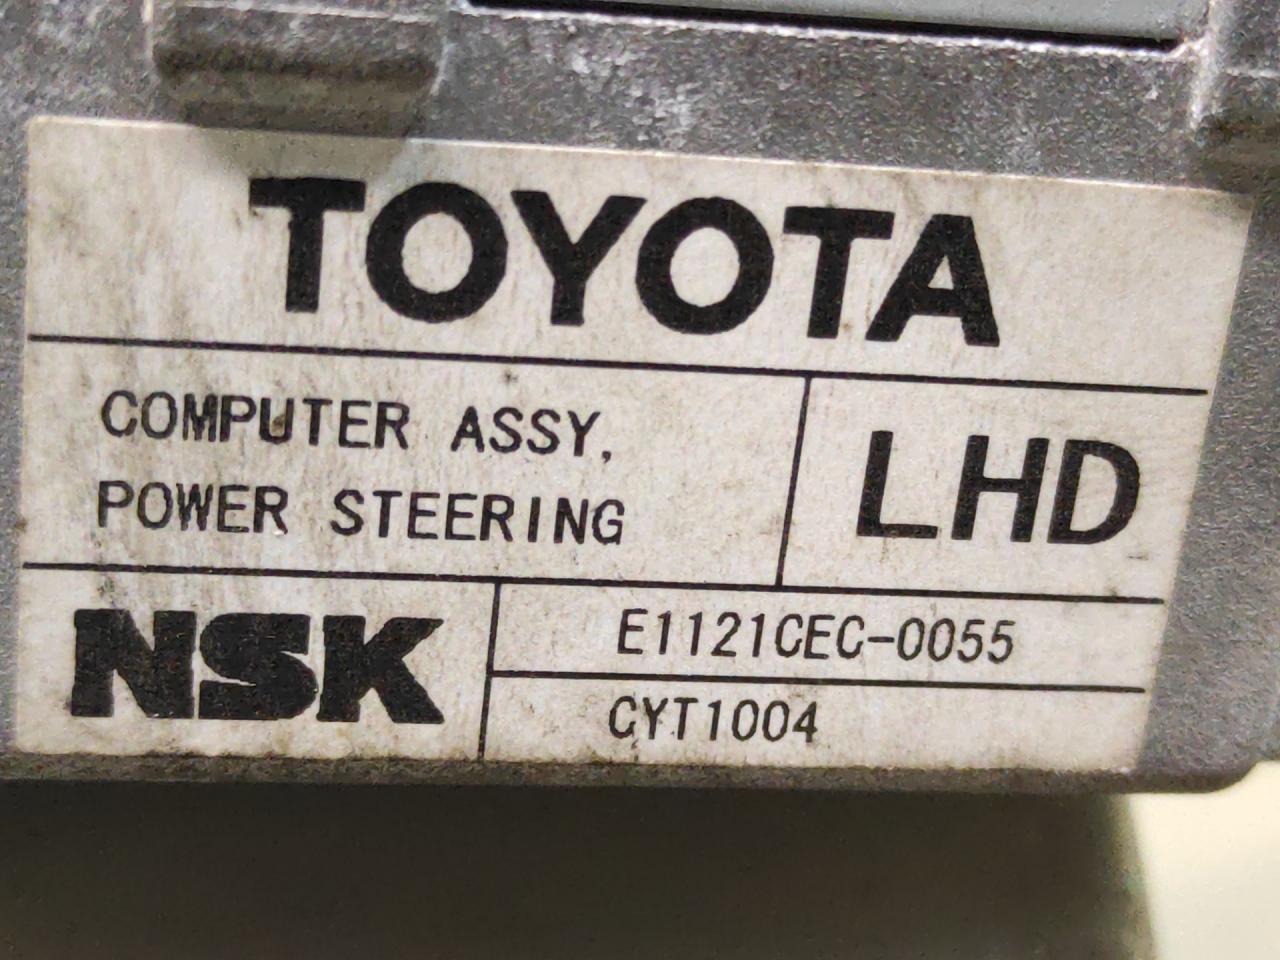 TOYOTA
COMPUTER ASSY,
POWER STEERING
LHD
NSK
E1121CEC-0055
CYT1004